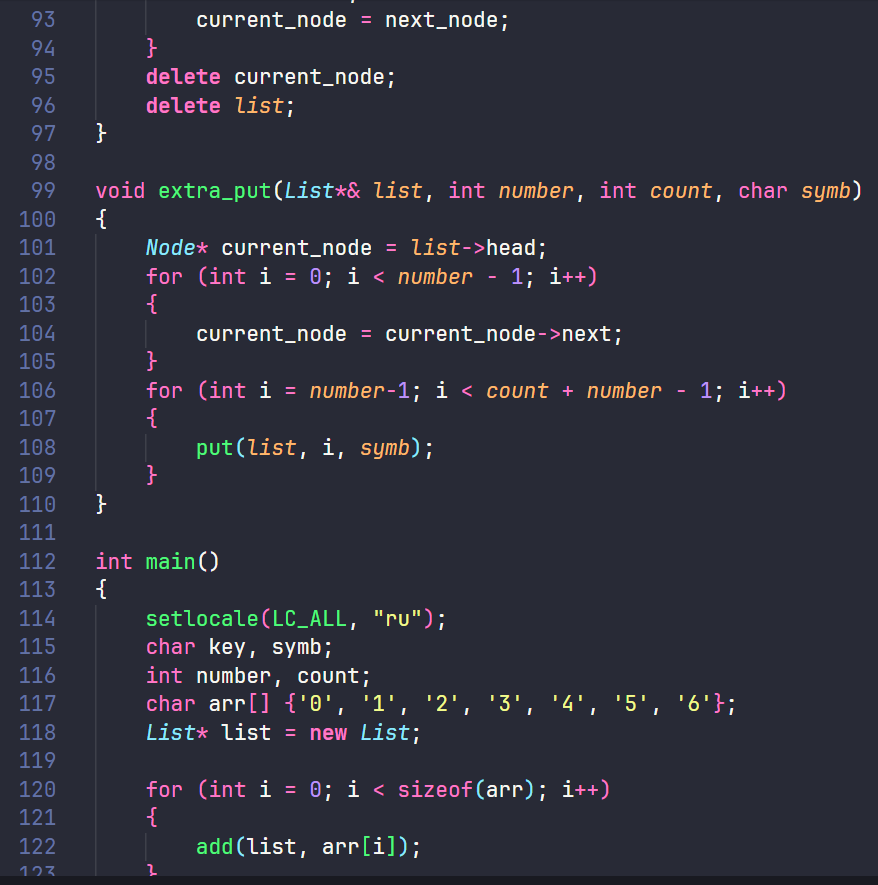 93 current_node = next_node;
94 }
95 delete current_node;
96 delete list;
97 }
98
99 void extra_put(List*& list, int number, int count, char symb)
100 {
101 Node* current_node = list->head;
102 for (int i = 0; i < number - 1; i++)
103 {
104 current_node = current_node->next;
105 }
106 for (int i = number-1; i < count + number - 1; i++)
107 {
108 put(list, i, symb);
109 }
110 }
111
112 int main()
113 {
114 setlocale(LC_ALL, "ru");
115 char key, symb;
116 int number, count;
117 char arr[] {'0', '1', '2', '3', '4', '5', '6'};
118 List* list = new List;
119
120 for (int i = 0; i < sizeof(arr); i++)
121 {
122 add(list, arr[i]);
123 }